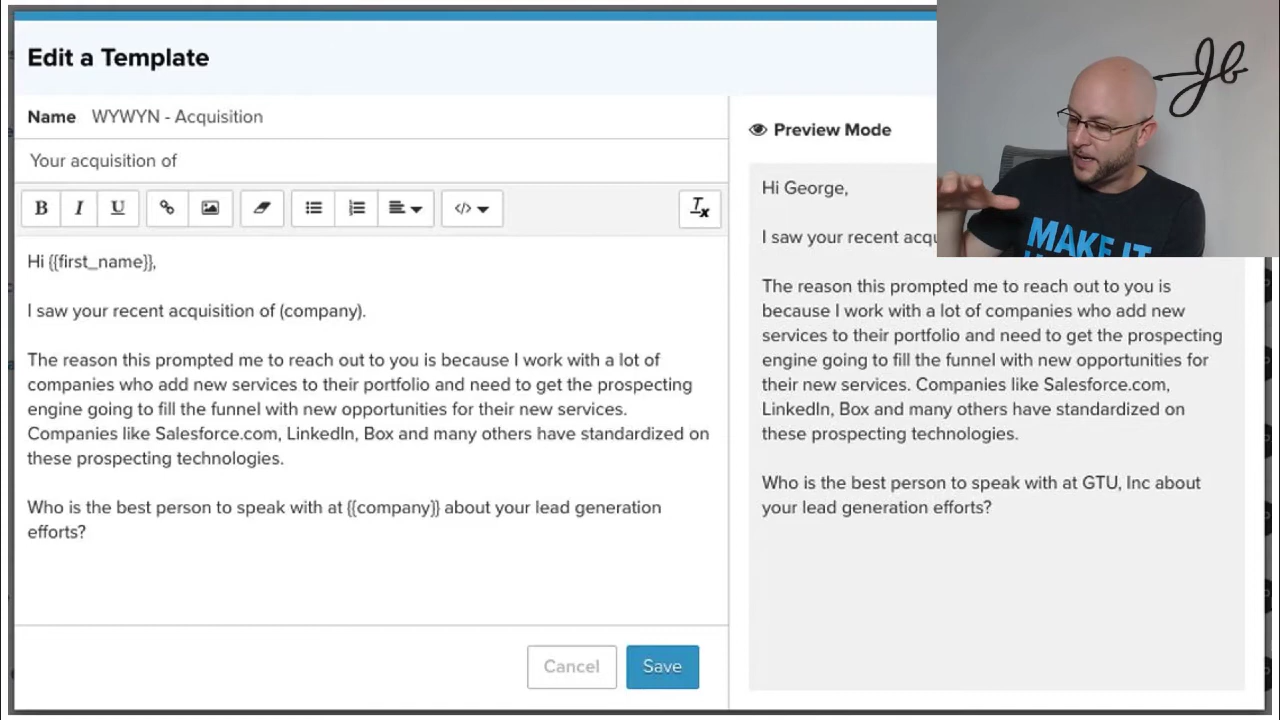 Edit a Template
Name WYWYN - Acquisition
Your acquisition of
B I U
Hi {{first_name}},
I saw your recent acquisition of (company).
The reason this prompted me to reach out to you is because I work with a lot of
companies who add new services to their portfolio and need to get the prospecting
engine going to fill the funnel with new opportunities for their new services.
Companies like Salesforce.com, LinkedIn, Box and many others have standardized on
these prospecting technologies.
Who is the best person to speak with at {{company}} about your lead generation
efforts?
Cancel Save
Preview Mode
Hi George,
I saw your recent acqu
The reason this prompted me to reach out to you is
because I work with a lot of companies who add new
services to their portfolio and need to get the prospecting
engine going to fill the funnel with new opportunities for
their new services. Companies like Salesforce.com,
LinkedIn, Box and many others have standardized on
these prospecting technologies.
Who is the best person to speak with at GTU, Inc about
your lead generation efforts?
Jb
MAKE IT